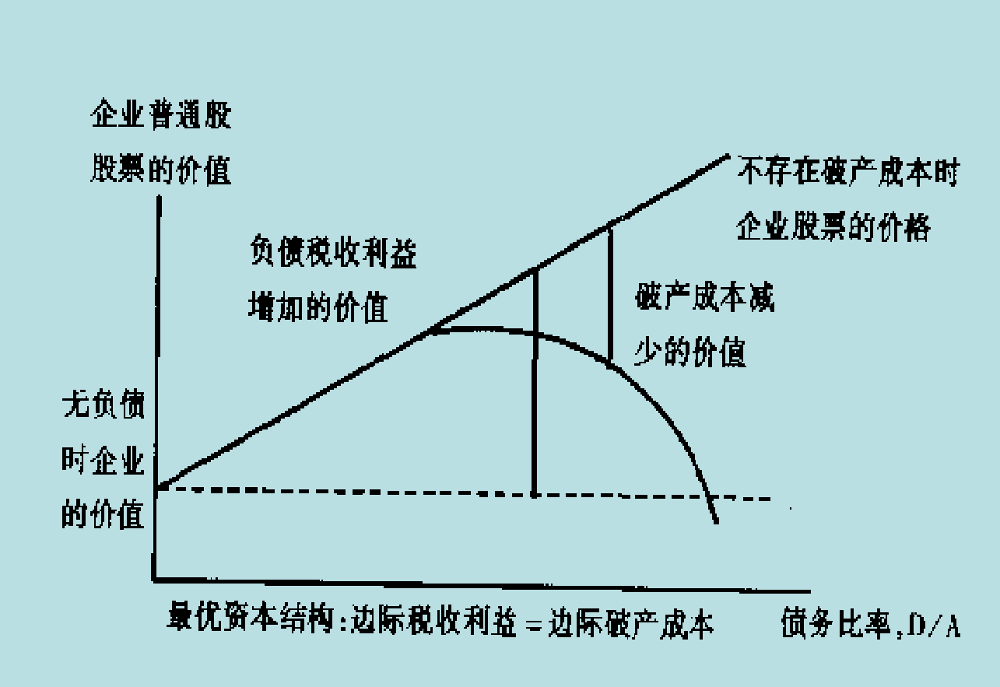 企业普通股
股票的价值
不存在破产成本时
企业股票的价格
负债税收利益
增加的价值
破产成本减
少的价值
无负债
时企业
的价值
最优资本结构:边际税收利益=边际破产成本
债务比率,D/A